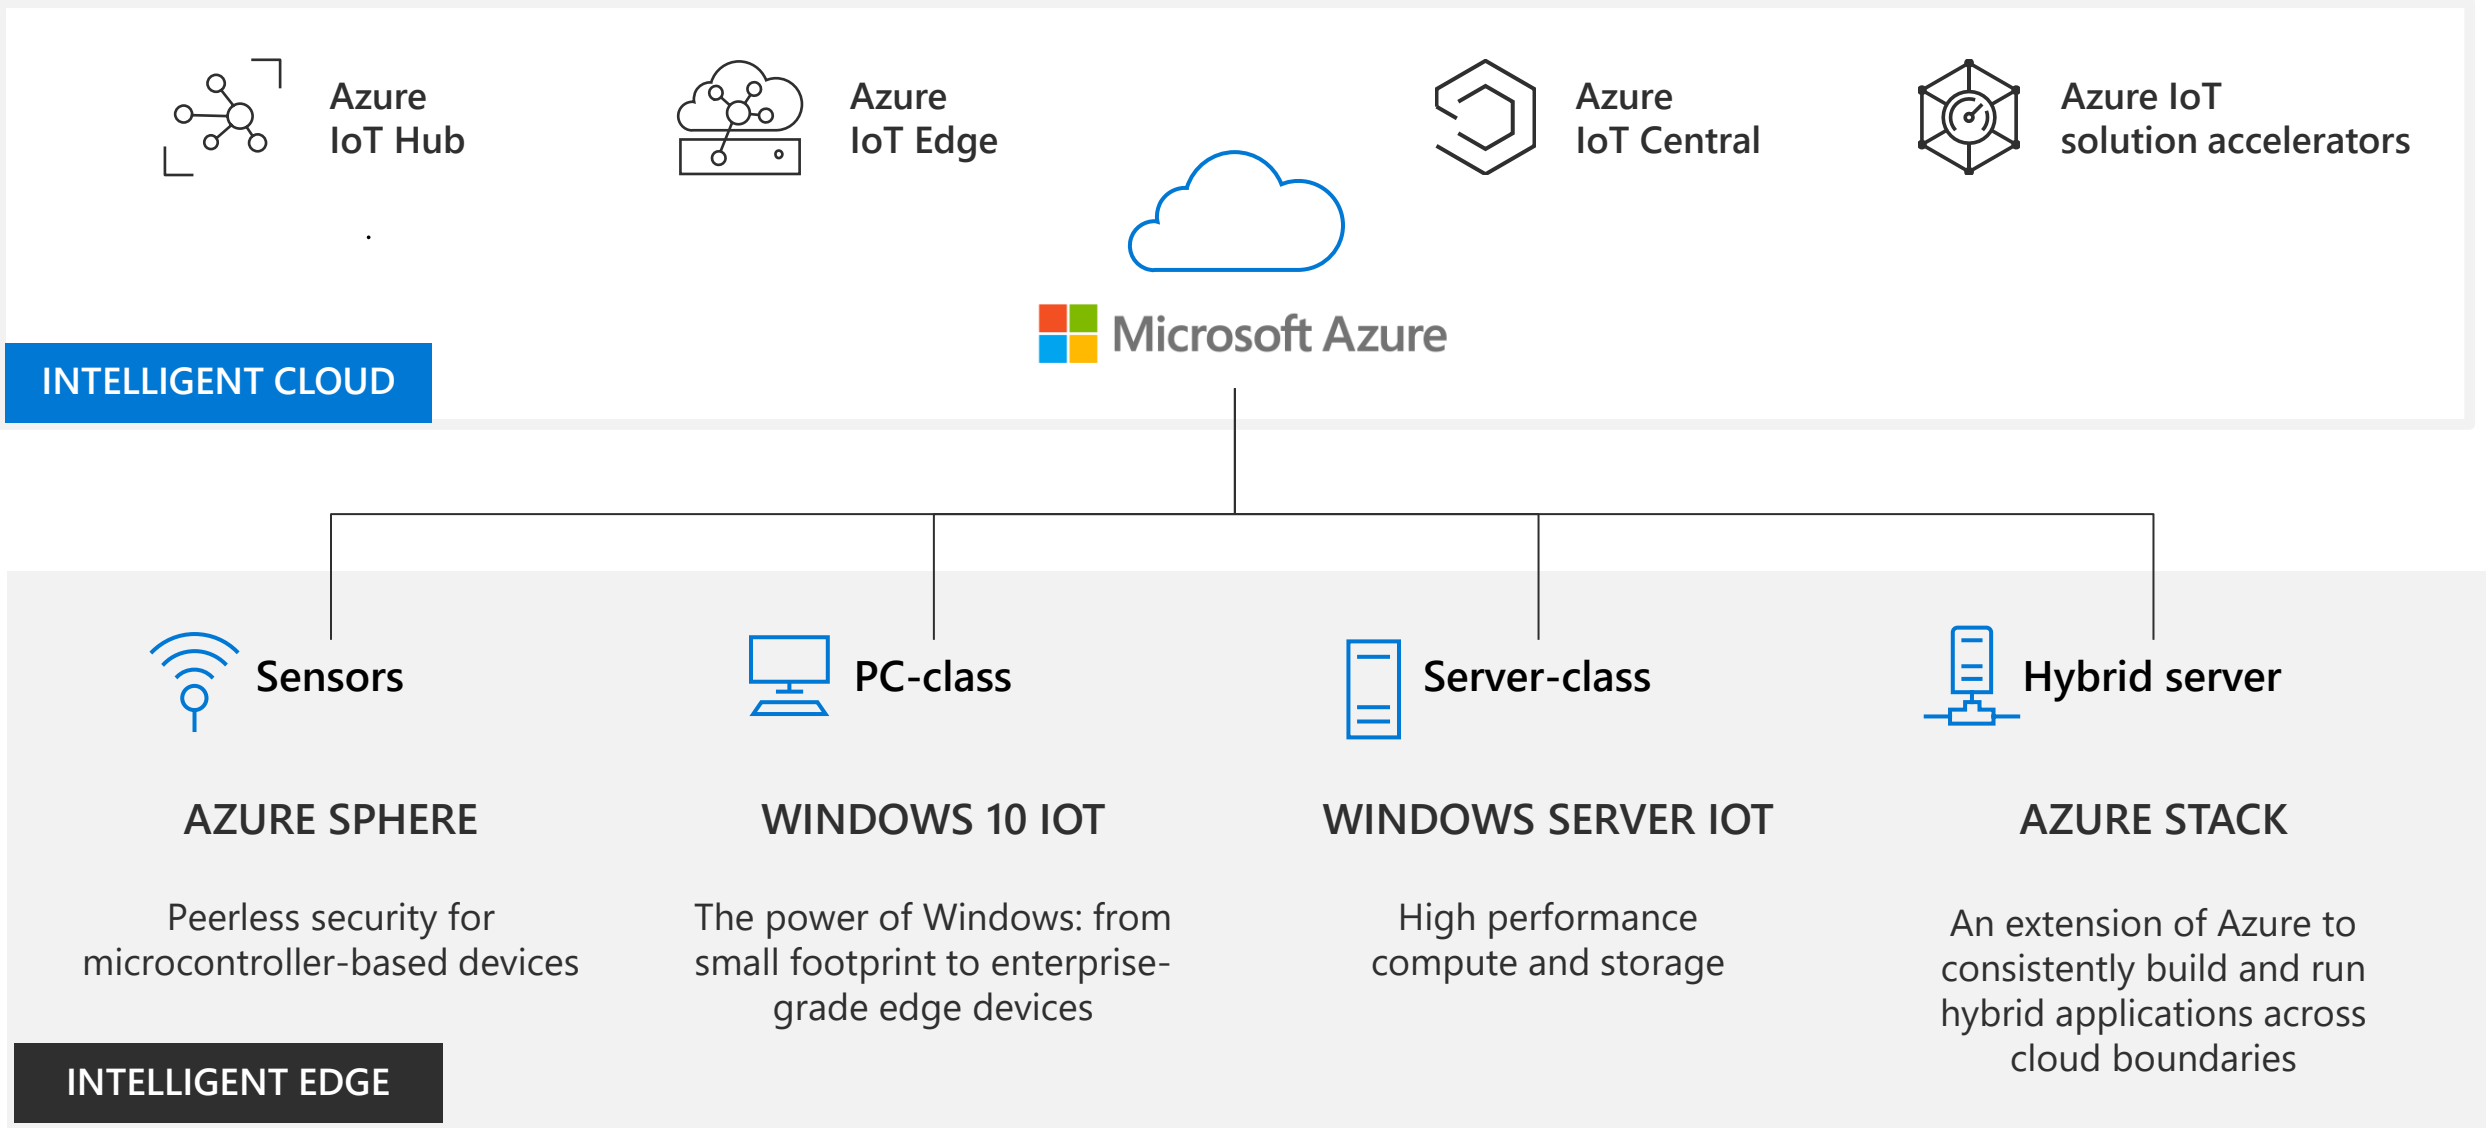 Azure
IoT Hub
Azure
IoT Edge
Azure
IoT Central
Azure IoT
solution accelerators
.
Microsoft Azure
INTELLIGENT CLOUD
Sensors
PC-class
Server-class
Hybrid server
AZURE SPHERE
Peerless security for
microcontroller-based devices
WINDOWS 10 IOT
The power of Windows: from
small footprint to enterprise-
grade edge devices
WINDOWS SERVER IOT
High performance
compute and storage
AZURE STACK
An extension of Azure to
consistently build and run
hybrid applications across
cloud boundaries
INTELLIGENT EDGE